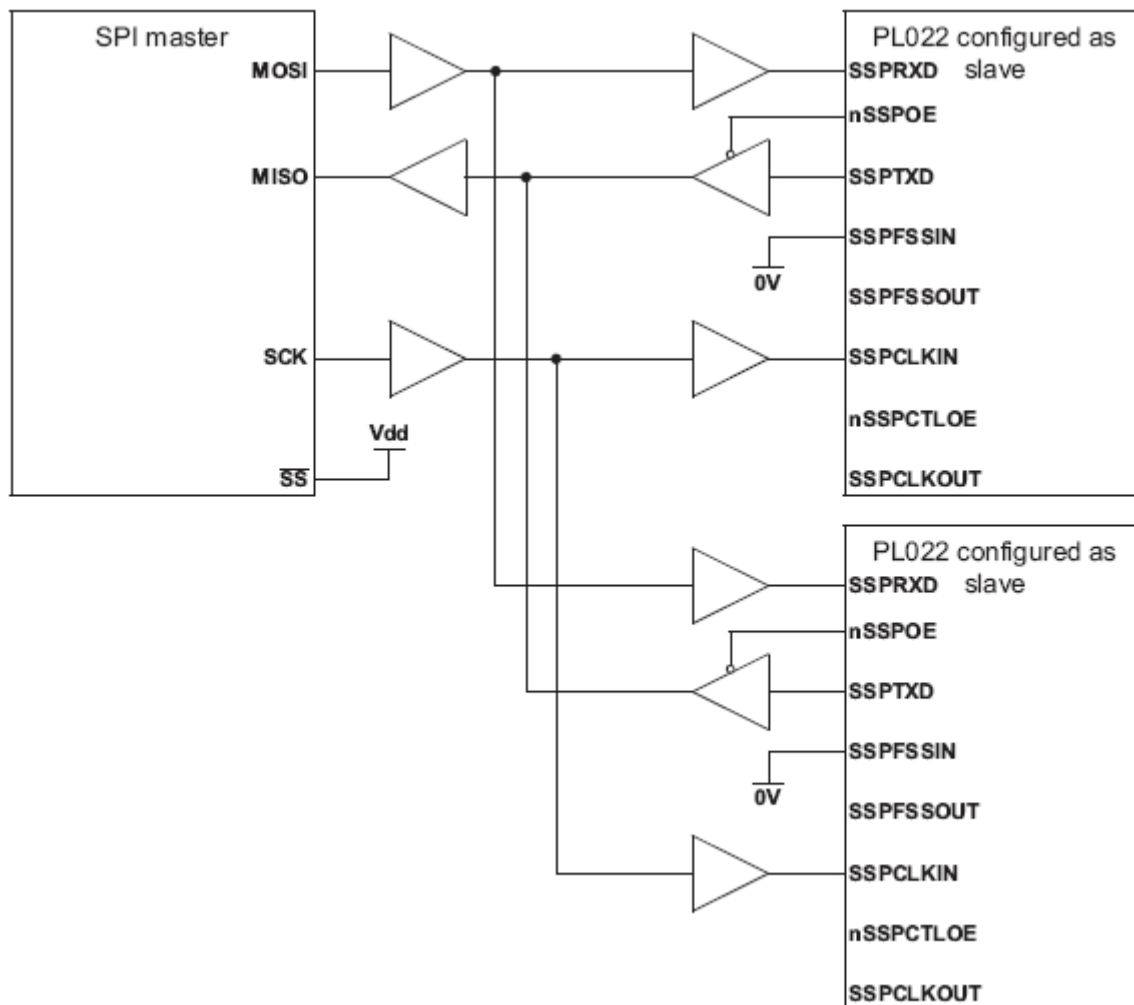 SPI master
MOSI
MISO
SCK
Vdd
S̅S̅
PL022 configured as
slave
SSPRXD
nSSPOE
SSPTXD
SSPFSSIN
0V
SSPFSSOUT
SSPCLKIN
nSSPCTLOE
SSPCLKOUT
PL022 configured as
slave
SSPRXD
nSSPOE
SSPTXD
SSPFSSIN
0V
SSPFSSOUT
SSPCLKIN
nSSPCTLOE
SSPCLKOUT